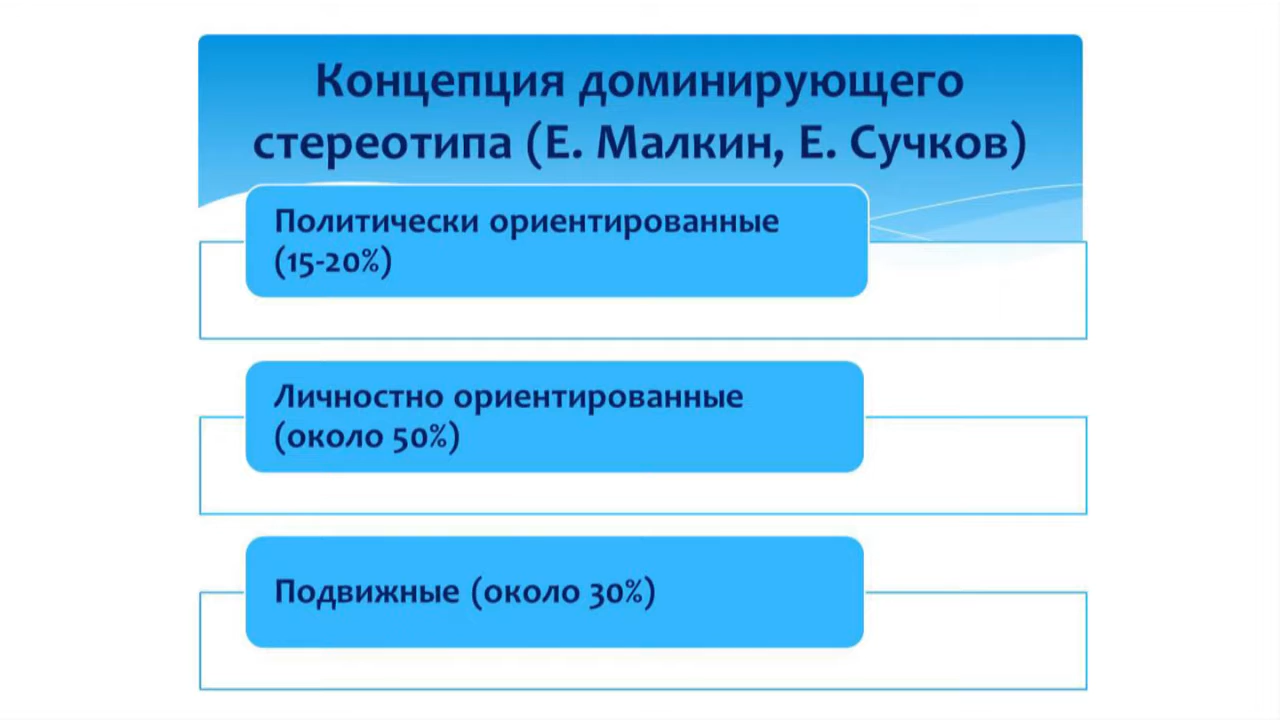 Концепция доминирующего
стереотипа (Е. Малкин, Е. Сучков)
Политически ориентированные
(15-20%)
Личностно ориентированные
(около 50%)
Подвижные (около 30%)